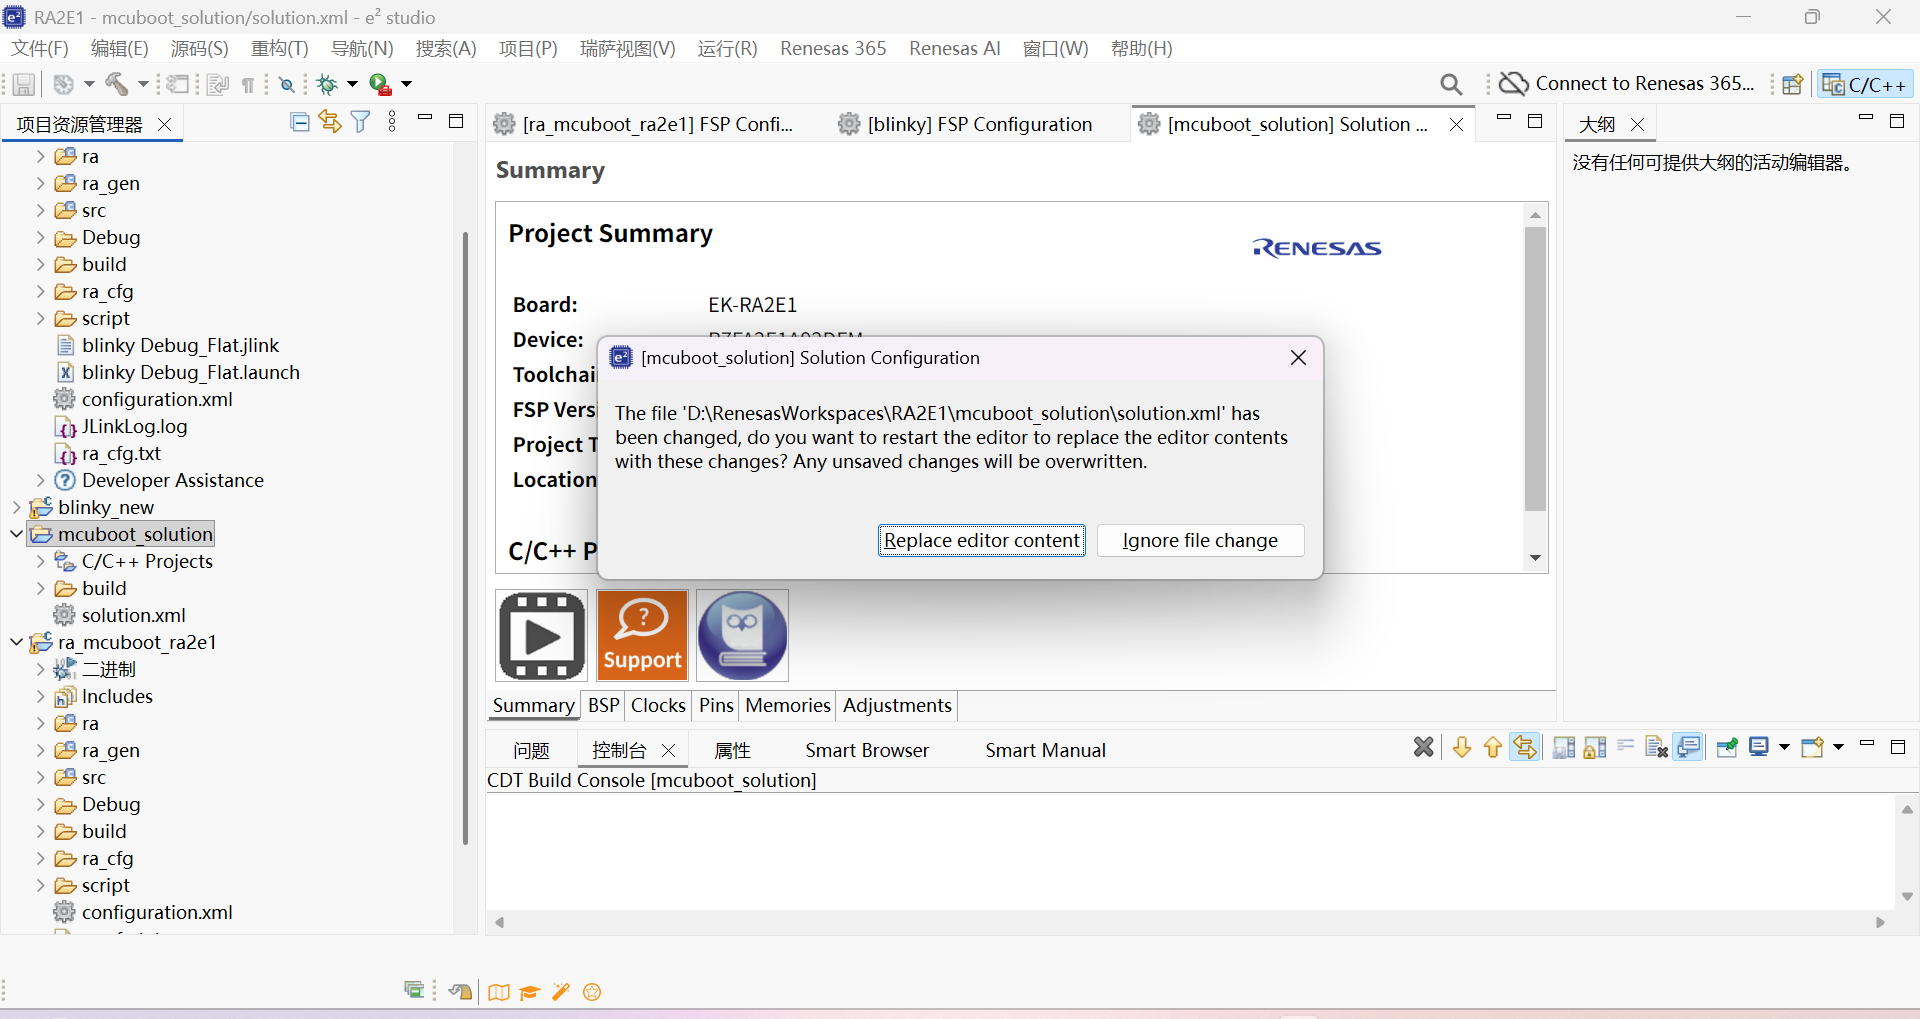 RA2E1 - mcuboot_solution/solution.xml - e² studio
文件(F) 编辑(E) 源码(S) 重构(T) 导航(N) 搜索(A) 项目(P) 瑞萨视图(V) 运行(R) Renesas 365 Renesas AI 窗口(W) 帮助(H)
Connect to Renesas 365... C/C++
项目资源管理器
ra
ra_gen
src
Debug
build
ra_cfg
script
blinky Debug_Flat.jlink
blinky Debug_Flat.launch
configuration.xml
JLinkLog.log
ra_cfg.txt
Developer Assistance
blinky_new
mcuboot_solution
C/C++ Projects
build
solution.xml
ra_mcuboot_ra2e1
二进制
Includes
ra
ra_gen
src
Debug
build
ra_cfg
script
configuration.xml
[ra_mcuboot_ra2e1] FSP Confi... [blinky] FSP Configuration [mcuboot_solution] Solution ...
Summary
Project Summary
RENESAS
Board: EK-RA2E1
Device:
Toolchai
FSP Versi
Project T
Location
C/C++ P
[mcuboot_solution] Solution Configuration
The file 'D:\RenesasWorkspaces\RA2E1\mcuboot_solution\solution.xml' has
been changed, do you want to restart the editor to replace the editor contents
with these changes? Any unsaved changes will be overwritten.
Replace editor content Ignore file change
Support
Summary BSP Clocks Pins Memories Adjustments
大纲
没有任何可提供大纲的活动编辑器。
问题 控制台 属性 Smart Browser Smart Manual
CDT Build Console [mcuboot_solution]